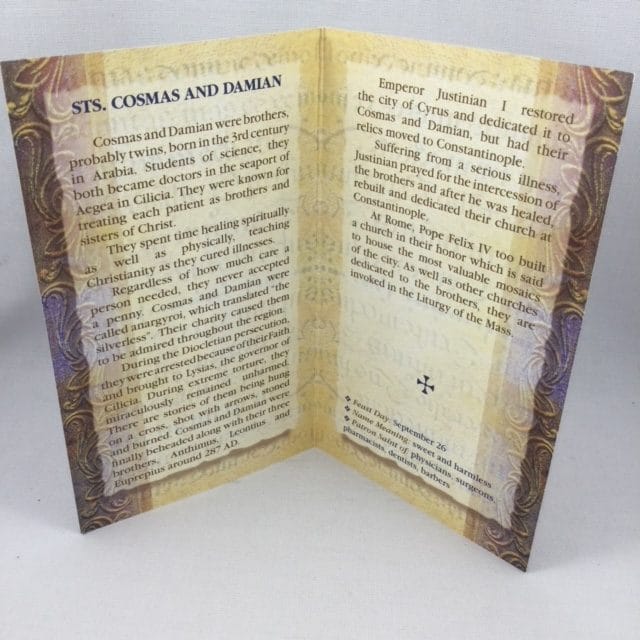 STS. COSMAS AND DAMIAN
Cosmas and Damian were brothers,
probably twins, born in the 3rd century
in Arabia. Students of science, they
both became doctors in the seaport of
Aegea in Cilicia. They were known for
treating each patient as brothers and
sisters of Christ.
They spent time healing spiritually
as well as physically, teaching
Christianity as they cured illnesses.
Regardless of how much care a
person needed, they never accepted
a penny. Cosmas and Damian were
called anargyroi, which translated "the
silverless". Their charity caused them
to be admired throughout the region.
During the Diocletian persecution,
they were arrested because of their Faith
and brought to Lysias, the governor of
Cilicia. During extreme torture, they
miraculously remained unharmed.
There are stories of them being hung
on a cross, shot with arrows, stoned
and burned. Cosmas and Damian were
finally beheaded along with their three
brothers, Anthimus, Leontius and
Euprepius around 287 AD.
Emperor Justinian I restored
the city of Cyrus and dedicated it to
Cosmas and Damian, but had their
relics moved to Constantinople.
Suffering from a serious illness,
Justinian prayed for the intercession of
the brothers and after he was healed,
rebuilt and dedicated their church at
Constantinople.
At Rome, Pope Felix IV too built
a church in their honor which is said
to house the most valuable mosaics
of the city. As well as other churches
dedicated to the brothers, they are
invoked in the Liturgy of the Mass.
❖ Feast Day: September 26
❖ Name Meaning: sweet and harmless
❖ Patron Saint of: physicians, surgeons,
pharmacists, dentists, barbers